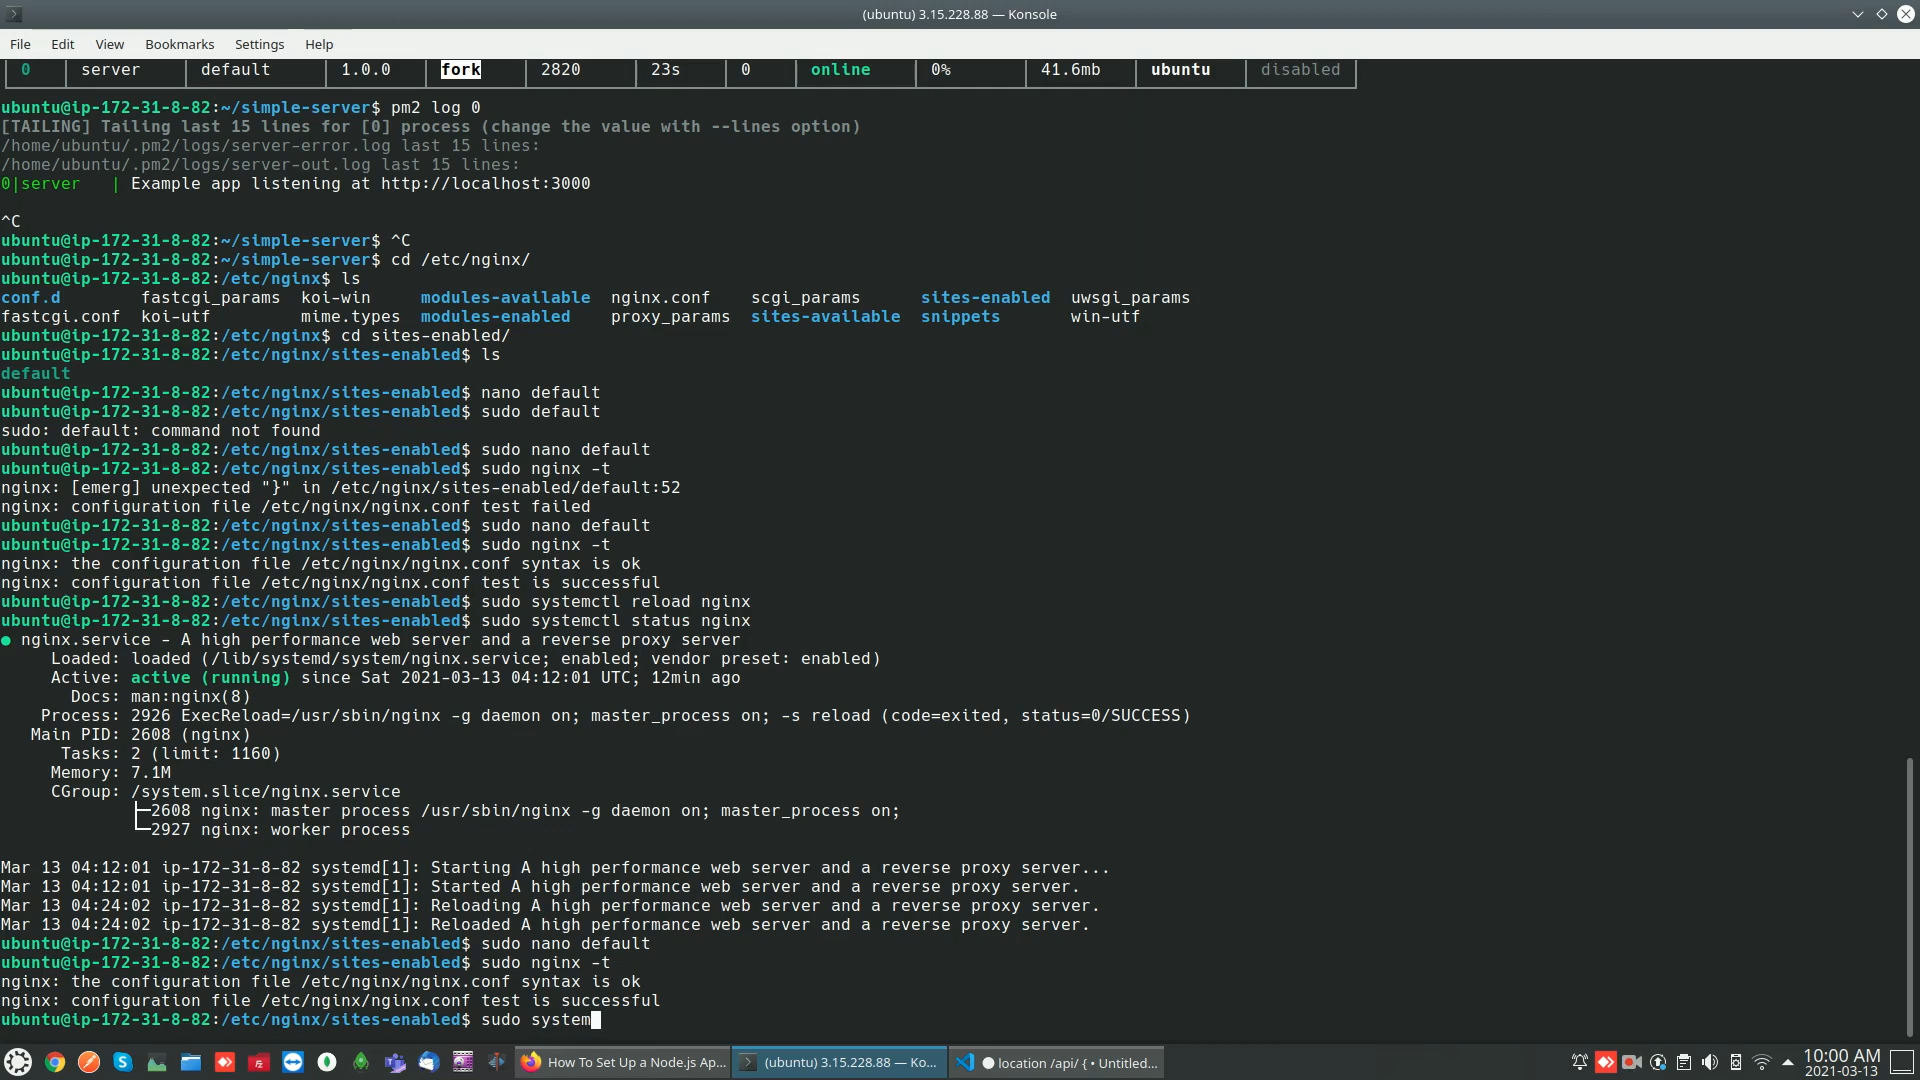 (ubuntu) 3.15.228.88 — Konsole
File Edit View Bookmarks Settings Help
0 server default 1.0.0 fork 2820 23s 0 online 0% 41.6mb ubuntu disabled
ubuntu@ip-172-31-8-82:~/simple-server$ pm2 log 0
[TAILING] Tailing last 15 lines for [0] process (change the value with --lines option)
/home/ubuntu/.pm2/logs/server-error.log last 15 lines:
/home/ubuntu/.pm2/logs/server-out.log last 15 lines:
0|server   | Example app listening at http://localhost:3000
^C
ubuntu@ip-172-31-8-82:~/simple-server$ ^C
ubuntu@ip-172-31-8-82:~/simple-server$ cd /etc/nginx/
ubuntu@ip-172-31-8-82:/etc/nginx$ ls
conf.d        fastcgi_params  koi-win     modules-available  nginx.conf    scgi_params      sites-enabled  uwsgi_params
fastcgi.conf  koi-utf         mime.types  modules-enabled    proxy_params  sites-available  snippets       win-utf
ubuntu@ip-172-31-8-82:/etc/nginx$ cd sites-enabled/
ubuntu@ip-172-31-8-82:/etc/nginx/sites-enabled$ ls
default
ubuntu@ip-172-31-8-82:/etc/nginx/sites-enabled$ nano default
ubuntu@ip-172-31-8-82:/etc/nginx/sites-enabled$ sudo default
sudo: default: command not found
ubuntu@ip-172-31-8-82:/etc/nginx/sites-enabled$ sudo nano default
ubuntu@ip-172-31-8-82:/etc/nginx/sites-enabled$ sudo nginx -t
nginx: [emerg] unexpected "}" in /etc/nginx/sites-enabled/default:52
nginx: configuration file /etc/nginx/nginx.conf test failed
ubuntu@ip-172-31-8-82:/etc/nginx/sites-enabled$ sudo nano default
ubuntu@ip-172-31-8-82:/etc/nginx/sites-enabled$ sudo nginx -t
nginx: the configuration file /etc/nginx/nginx.conf syntax is ok
nginx: configuration file /etc/nginx/nginx.conf test is successful
ubuntu@ip-172-31-8-82:/etc/nginx/sites-enabled$ sudo systemctl reload nginx
ubuntu@ip-172-31-8-82:/etc/nginx/sites-enabled$ sudo systemctl status nginx
● nginx.service - A high performance web server and a reverse proxy server
Loaded: loaded (/lib/systemd/system/nginx.service; enabled; vendor preset: enabled)
Active: active (running) since Sat 2021-03-13 04:12:01 UTC; 12min ago
Docs: man:nginx(8)
Process: 2926 ExecReload=/usr/sbin/nginx -g daemon on; master_process on; -s reload (code=exited, status=0/SUCCESS)
Main PID: 2608 (nginx)
Tasks: 2 (limit: 1160)
Memory: 7.1M
CGroup: /system.slice/nginx.service
├─2608 nginx: master process /usr/sbin/nginx -g daemon on; master_process on;
└─2927 nginx: worker process
Mar 13 04:12:01 ip-172-31-8-82 systemd[1]: Starting A high performance web server and a reverse proxy server...
Mar 13 04:12:01 ip-172-31-8-82 systemd[1]: Started A high performance web server and a reverse proxy server.
Mar 13 04:24:02 ip-172-31-8-82 systemd[1]: Reloading A high performance web server and a reverse proxy server.
Mar 13 04:24:02 ip-172-31-8-82 systemd[1]: Reloaded A high performance web server and a reverse proxy server.
ubuntu@ip-172-31-8-82:/etc/nginx/sites-enabled$ sudo nano default
ubuntu@ip-172-31-8-82:/etc/nginx/sites-enabled$ sudo nginx -t
nginx: the configuration file /etc/nginx/nginx.conf syntax is ok
nginx: configuration file /etc/nginx/nginx.conf test is successful
ubuntu@ip-172-31-8-82:/etc/nginx/sites-enabled$ sudo system
How To Set Up a Node.js Ap... (ubuntu) 3.15.228.88 — Ko... ● location /api/ { • Untitled... 10:00 AM
2021-03-13